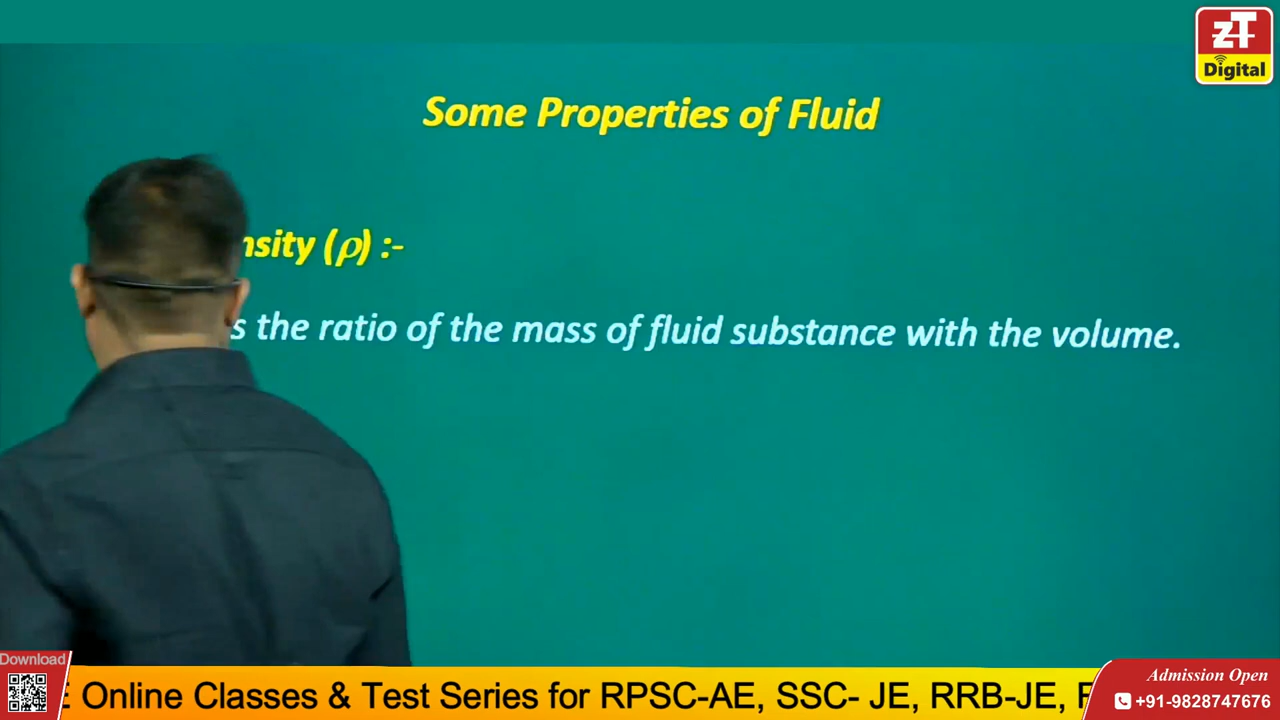 ZT
Digital
Some Properties of Fluid
nsity (ρ) :-
s the ratio of the mass of fluid substance with the volume.
Download
E Online Classes & Test Series for RPSC-AE, SSC- JE, RRB-JE,
Admission Open
+91-9828747676